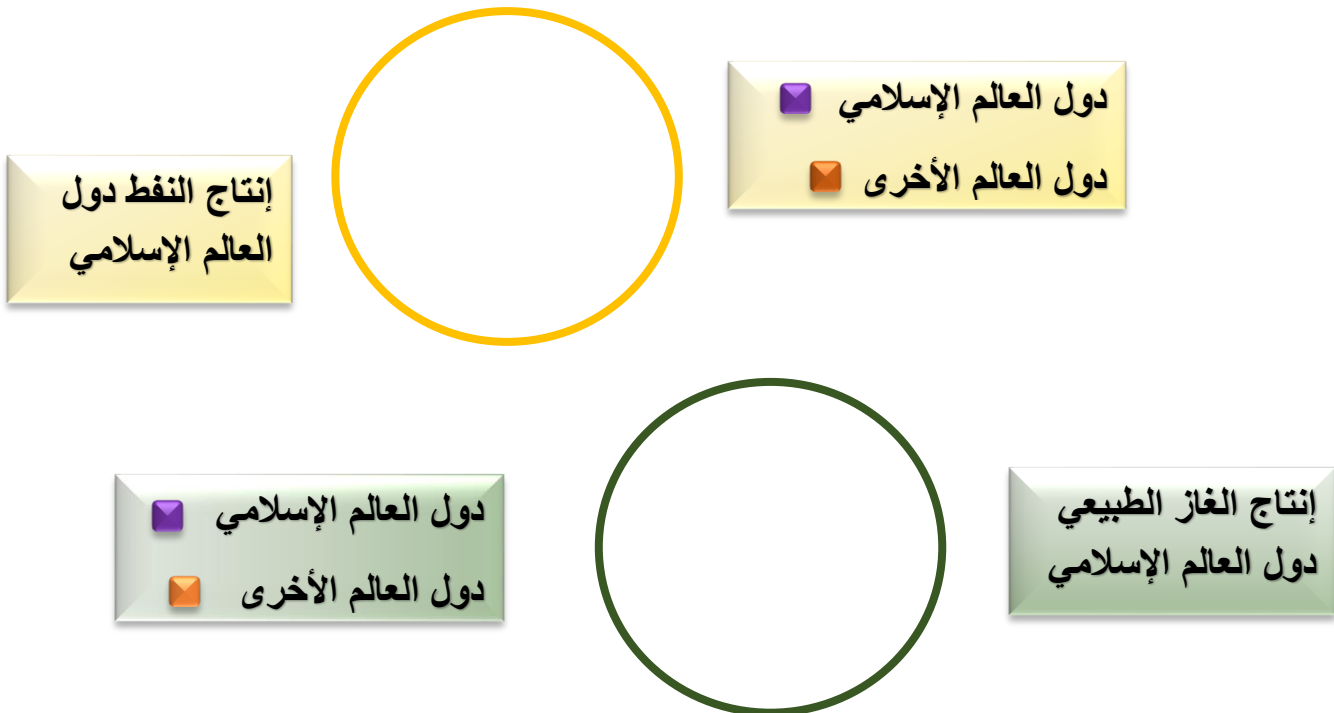 دول العالم الإسلامي
دول العالم الأخرى
إنتاج النفط دول
العالم الإسلامي
إنتاج الغاز الطبيعي
دول العالم الإسلامي
دول العالم الإسلامي
دول العالم الأخرى